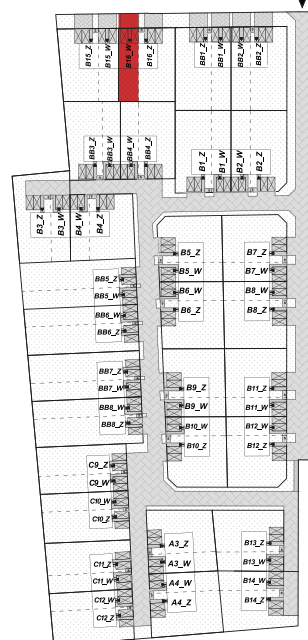 B15_Z
B15_W
B16_W
B16_Z
BB1_Z
BB1_W
BB2_W
BB2_Z
BB3_Z
BB3_W
BB4_W
BB4_Z
B1_Z
B1_W
B2_W
B2_Z
B3_Z
B3_W
B4_W
B4_Z
B5_Z
B5_W
B6_W
B6_Z
B7_Z
B7_W
B8_W
B8_Z
BB5_Z
BB5_W
BB6_W
BB6_Z
BB7_Z
BB7_W
BB8_W
BB8_Z
B9_Z
B9_W
B10_W
B10_Z
B11_Z
B11_W
B12_W
B12_Z
C9_Z
C9_W
C10_W
C10_Z
C11_Z
C11_W
C12_W
C12_Z
A3_Z
A3_W
A4_W
A4_Z
B13_Z
B13_W
B14_W
B14_Z